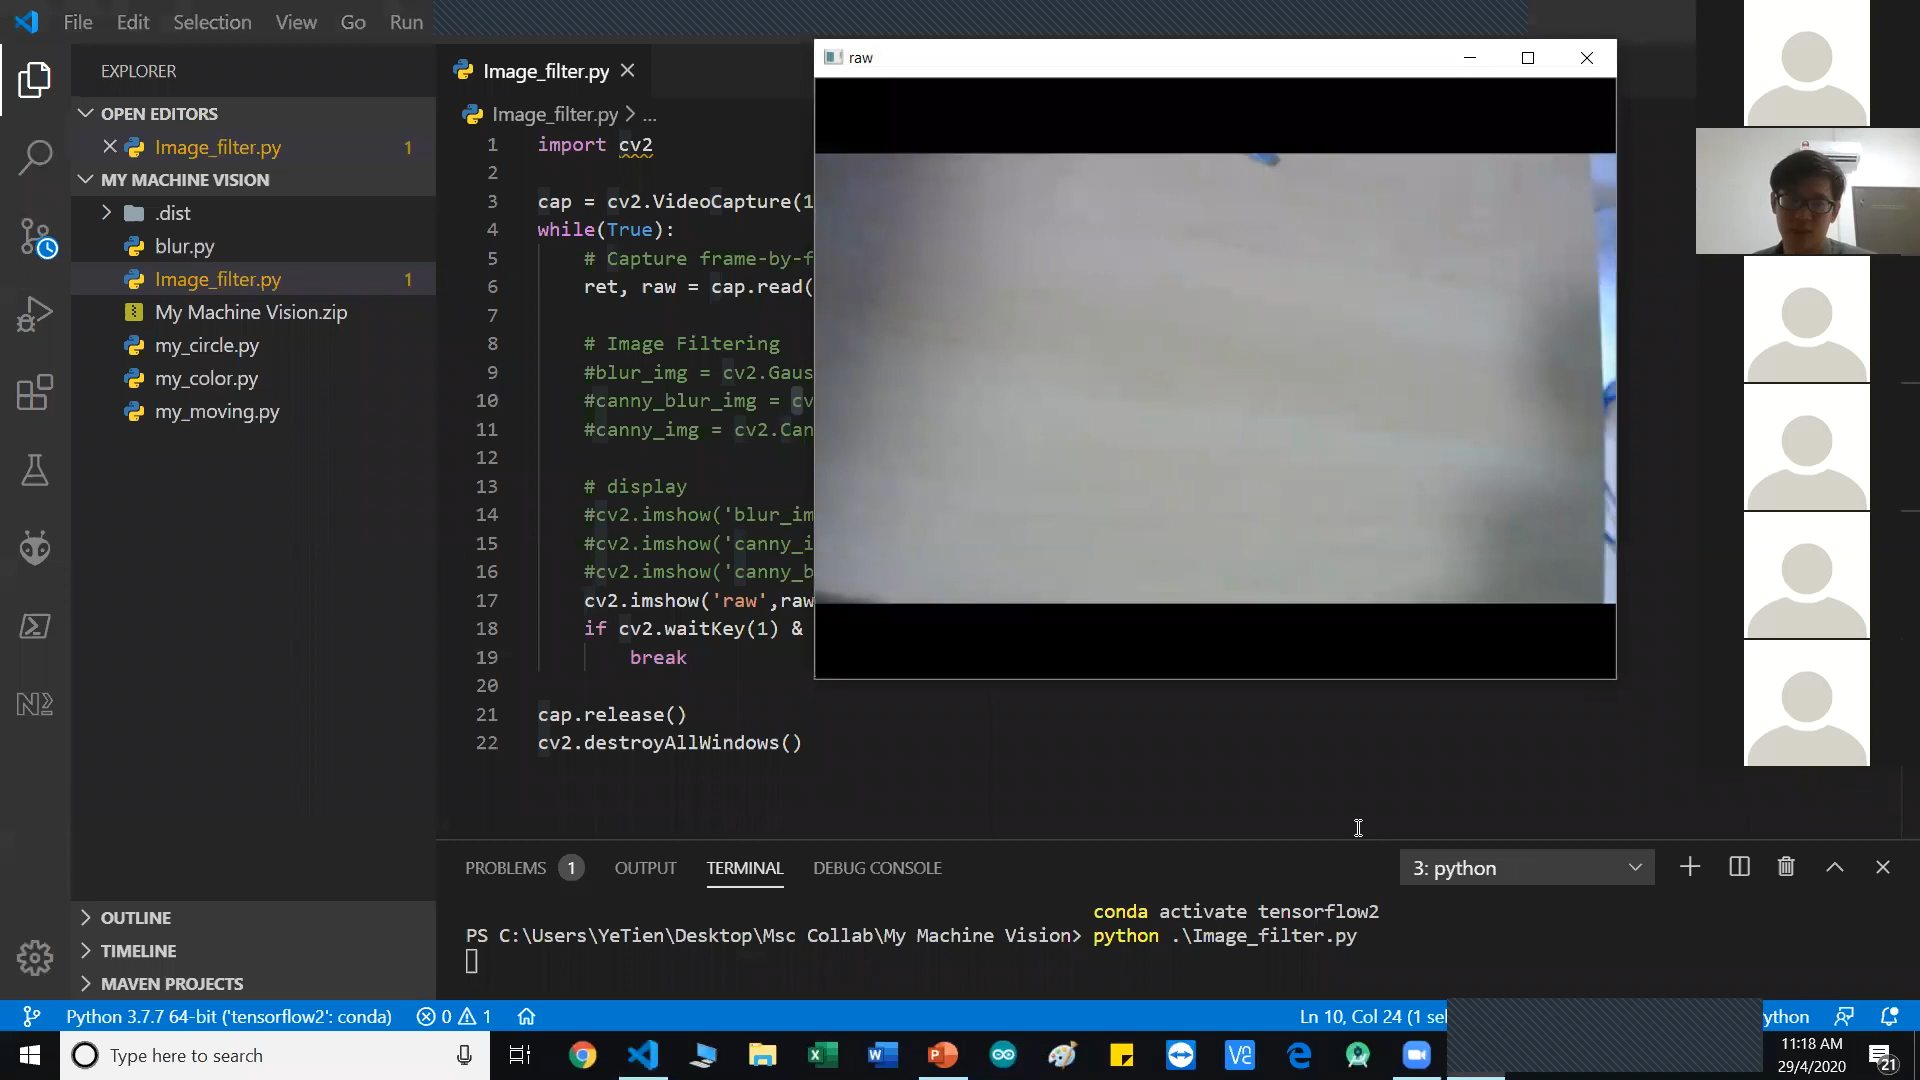 File Edit Selection View Go Run
EXPLORER
OPEN EDITORS
Image_filter.py 1
MY MACHINE VISION
.dist
blur.py
Image_filter.py 1
My Machine Vision.zip
my_circle.py
my_color.py
my_moving.py
OUTLINE
TIMELINE
MAVEN PROJECTS
Image_filter.py
Image_filter.py > ...
1 import cv2
2
3 cap = cv2.VideoCapture(1
4 while(True):
5 # Capture frame-by-f
6 ret, raw = cap.read(
7
8 # Image Filtering
9 #blur_img = cv2.Gaus
10 #canny_blur_img = cv
11 #canny_img = cv2.Can
12
13 # display
14 #cv2.imshow('blur_im
15 #cv2.imshow('canny_i
16 #cv2.imshow('canny_b
17 cv2.imshow('raw',raw
18 if cv2.waitKey(1) &
19 break
20
21 cap.release()
22 cv2.destroyAllWindows()
raw
PROBLEMS 1 OUTPUT TERMINAL DEBUG CONSOLE 3: python
conda activate tensorflow2
PS C:\Users\YeTien\Desktop\Msc Collab\My Machine Vision> python .\Image_filter.py
Python 3.7.7 64-bit ('tensorflow2': conda) 0 1 Ln 10, Col 24 (1 sel ython
Type here to search
11:18 AM
29/4/2020
21